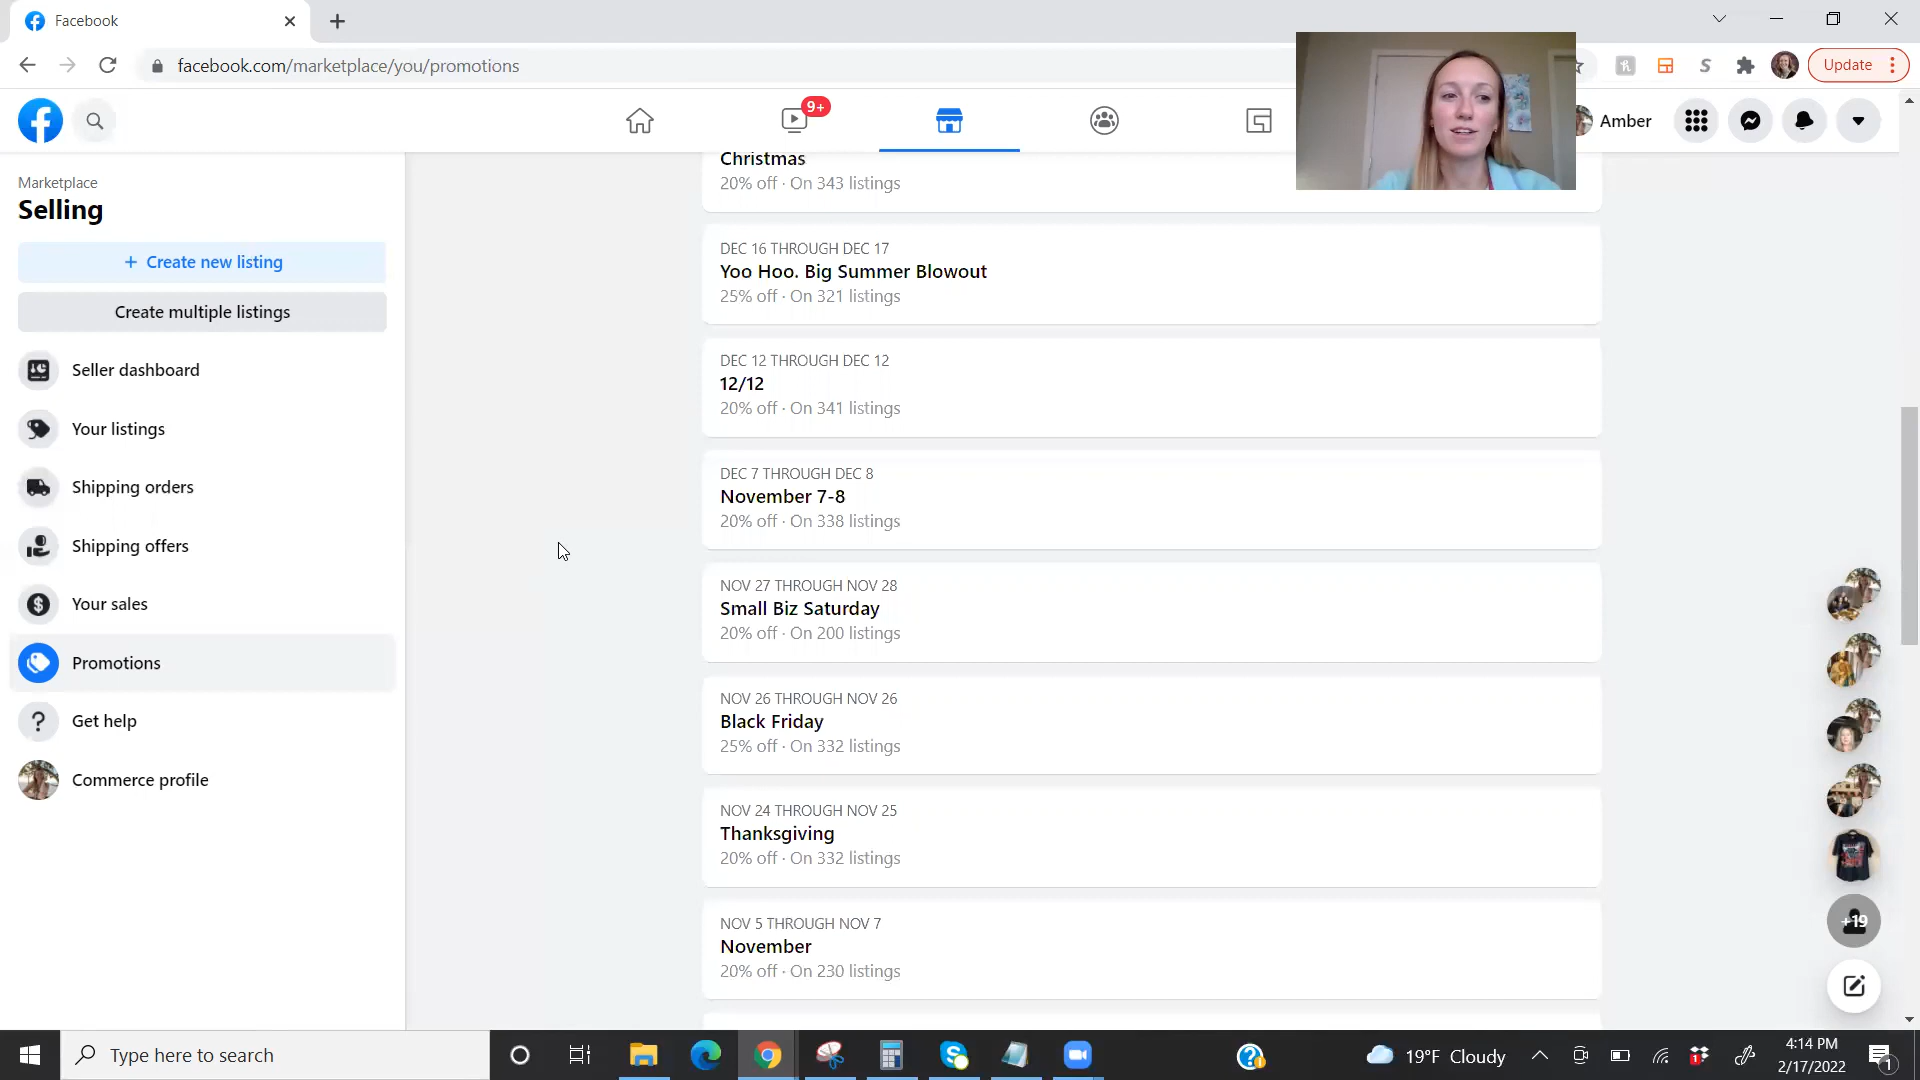 Facebook
facebook.com/marketplace/you/promotions
Update
9+
Amber
Marketplace
Selling
+ Create new listing
Create multiple listings
Seller dashboard
Your listings
Shipping orders
Shipping offers
Your sales
Promotions
Get help
Commerce profile
Christmas
20% off · On 343 listings
DEC 16 THROUGH DEC 17
Yoo Hoo. Big Summer Blowout
25% off · On 321 listings
DEC 12 THROUGH DEC 12
12/12
20% off · On 341 listings
DEC 7 THROUGH DEC 8
November 7-8
20% off · On 338 listings
NOV 27 THROUGH NOV 28
Small Biz Saturday
20% off · On 200 listings
NOV 26 THROUGH NOV 26
Black Friday
25% off · On 332 listings
NOV 24 THROUGH NOV 25
Thanksgiving
20% off · On 332 listings
NOV 5 THROUGH NOV 7
November
20% off · On 230 listings
+19
Type here to search
19°F Cloudy
4:14 PM
2/17/2022
1